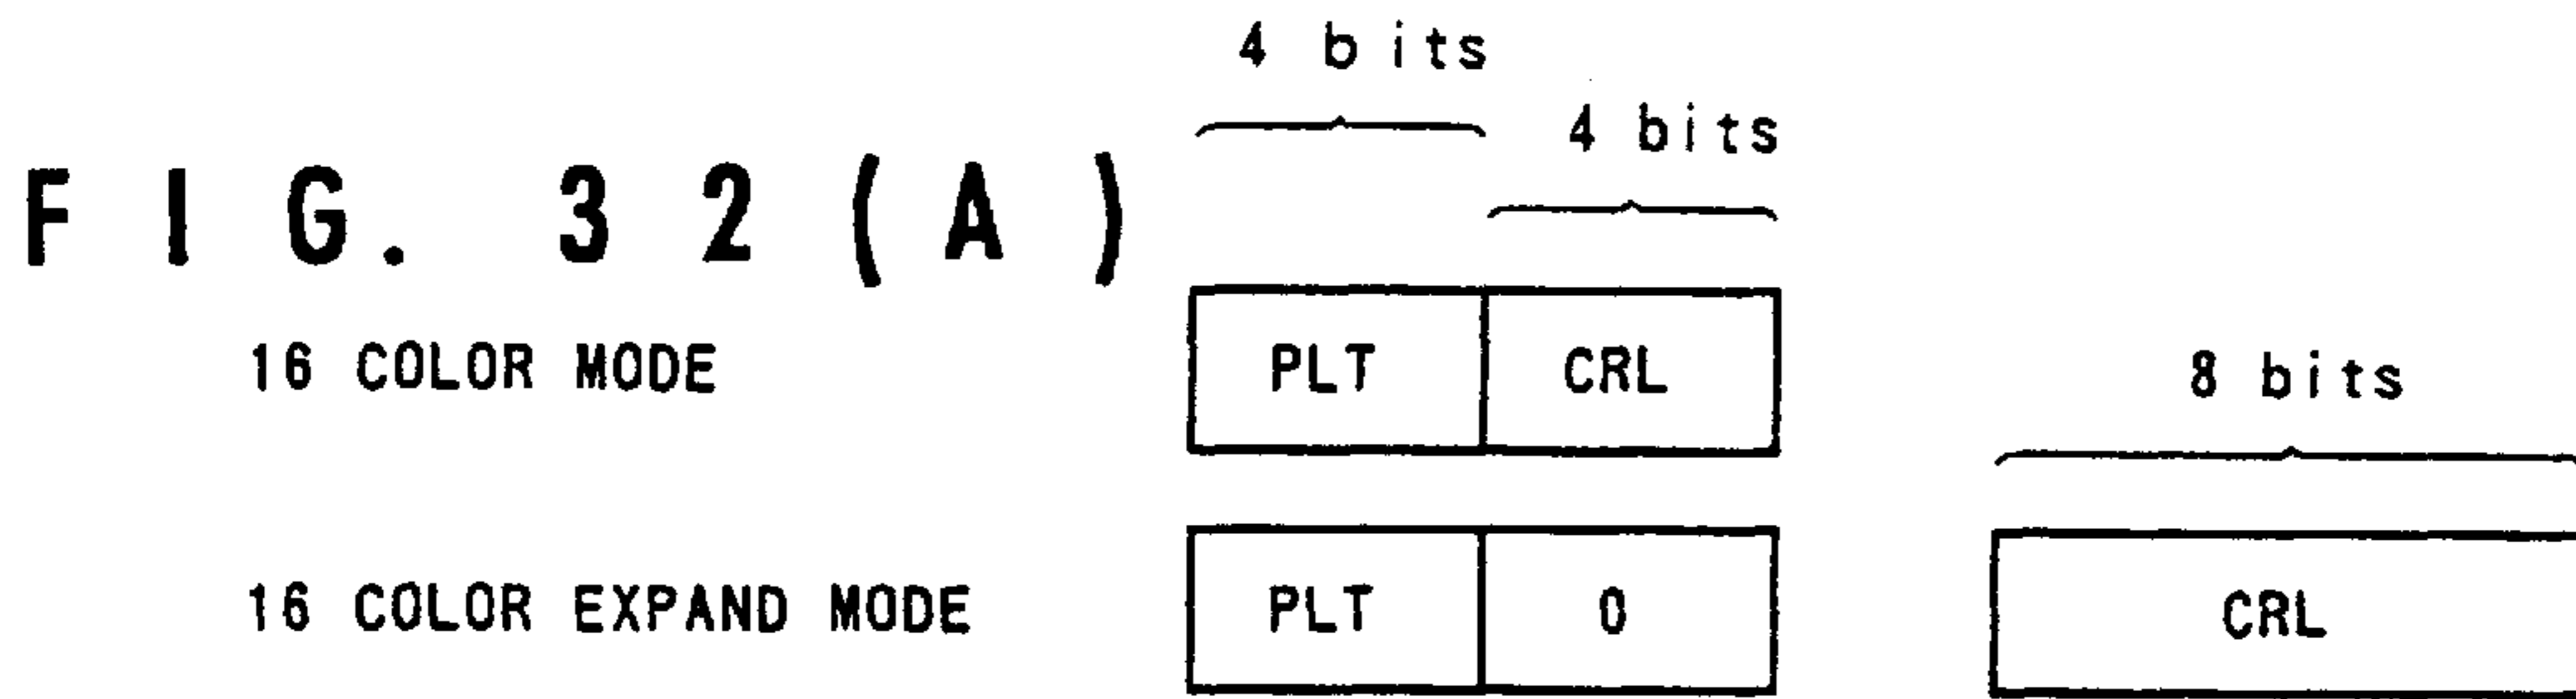 4 bits
4 bits
FIG. 32(A)
16 COLOR MODE
PLT
CRL
8 bits
16 COLOR EXPAND MODE
PLT
0
CRL